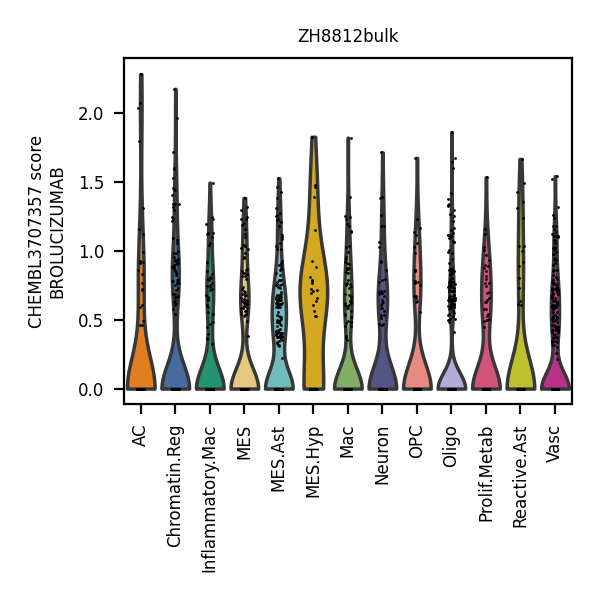 ZH8812bulk
CHEMBL3707357 score
BROLUCIZUMAB
2.0
1.5
1.0
0.5
0.0
AC
Chromatin.Reg
Inflammatory.Mac
MES
MES.Ast
MES.Hyp
Mac
Neuron
OPC
Oligo
Prolif.Metab
Reactive.Ast
Vasc